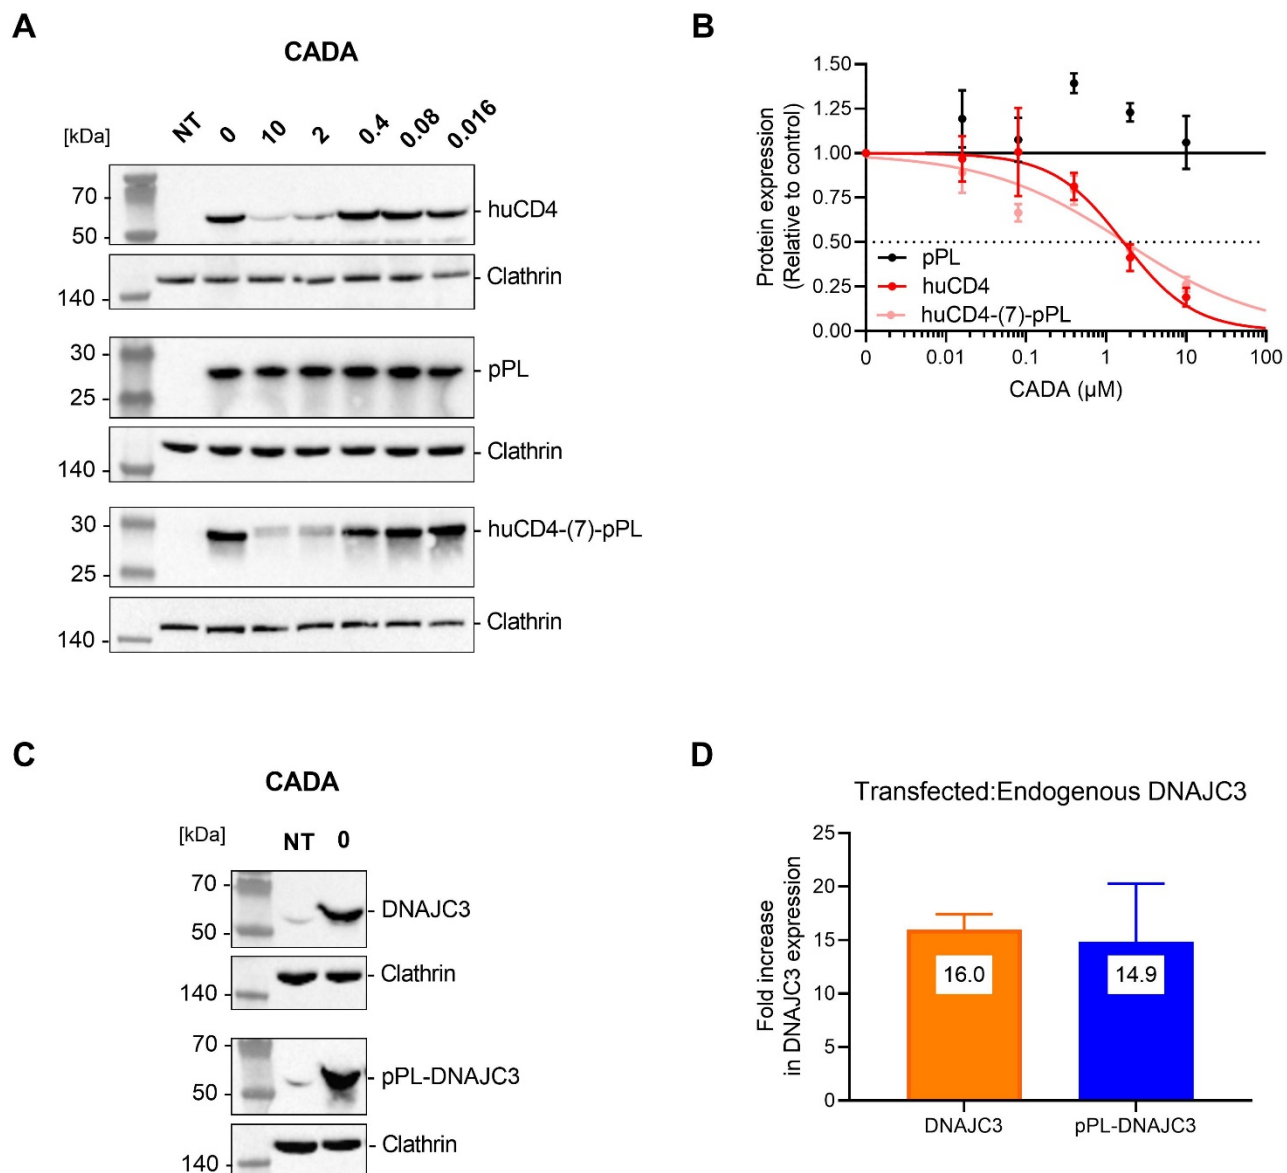 A
CADA
[kDa] NT 0 10 2 0.4 0.08 0.016
70
huCD4
50
Clathrin
140
30
pPL
25
Clathrin
140
30
huCD4-(7)-pPL
25
Clathrin
140
B
Protein expression
(Relative to control)
1.50
1.25
1.00
0.75
0.50
0.25
0.00
pPL
huCD4
huCD4-(7)-pPL
0 0.01 0.1 1 10 100
CADA (µM)
C
CADA
[kDa] NT 0
70
DNAJC3
50
Clathrin
140
70
pPL-DNAJC3
50
Clathrin
140
D
Transfected:Endogenous DNAJC3
Fold increase
in DNAJC3 expression
25
20
15
10
5
0
16.0 14.9
DNAJC3 pPL-DNAJC3